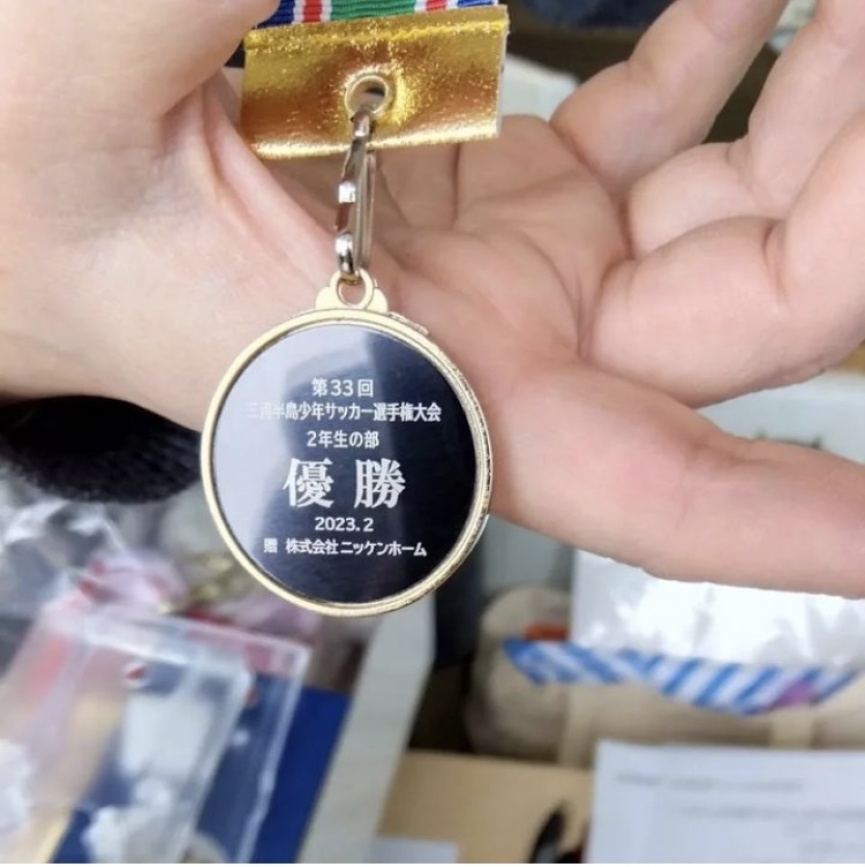 第33回
三浦半島少年サッカー選手権大会
2年生の部
優勝
2023.2
贈 株式会社ニッケンホーム